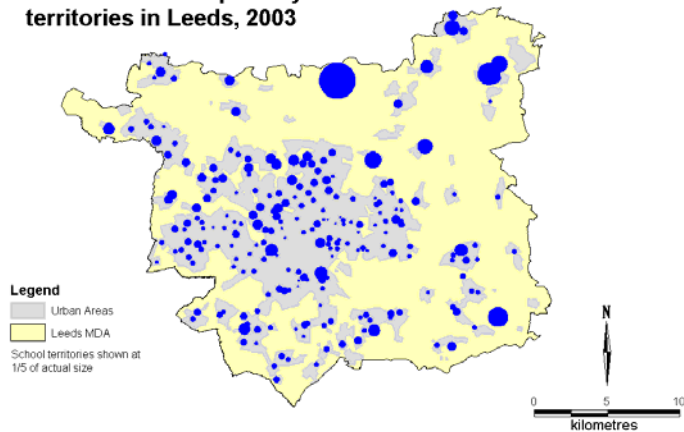 territories in Leeds, 2003
Legend
Urban Areas
Leeds MDA
School territories shown at
1/5 of actual size
N
0 5 10
kilometres